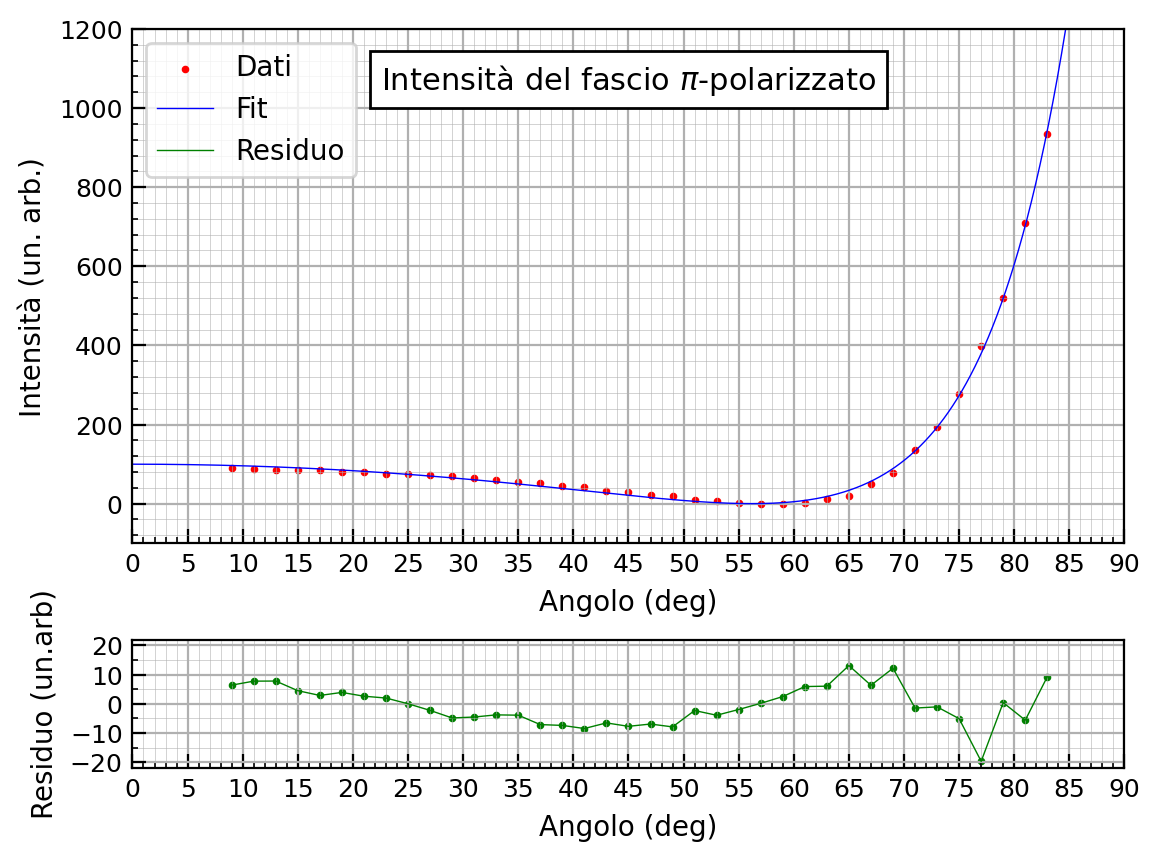 Intensità del fascio π-polarizzato
Dati
Fit
Residuo
Intensità (un. arb.)
1200
1000
800
600
400
200
0
0 5 10 15 20 25 30 35 40 45 50 55 60 65 70 75 80 85 90
Angolo (deg)
Residuo (un.arb)
20
10
0
−10
−20
0 5 10 15 20 25 30 35 40 45 50 55 60 65 70 75 80 85 90
Angolo (deg)